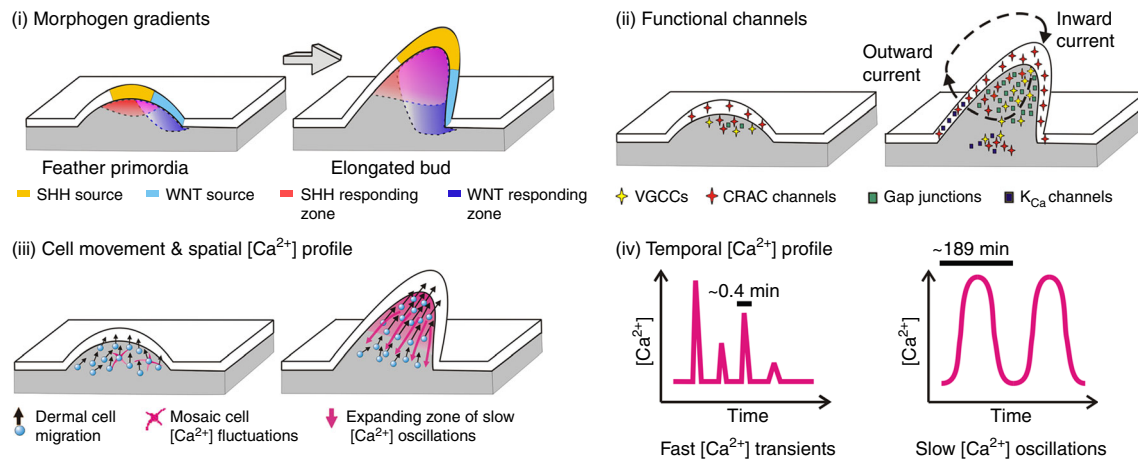 (i) Morphogen gradients
Feather primordia
Elongated bud
SHH source
WNT source
SHH responding
zone
WNT responding
zone
(ii) Functional channels
Outward
current
Inward
current
VGCCs
CRAC channels
Gap junctions
K_Ca channels
(iii) Cell movement & spatial [Ca²⁺] profile
Dermal cell
migration
Mosaic cell
[Ca²⁺] fluctuations
Expanding zone of slow
[Ca²⁺] oscillations
(iv) Temporal [Ca²⁺] profile
[Ca²⁺]
~0.4 min
Time
Fast [Ca²⁺] transients
~189 min
[Ca²⁺]
Time
Slow [Ca²⁺] oscillations